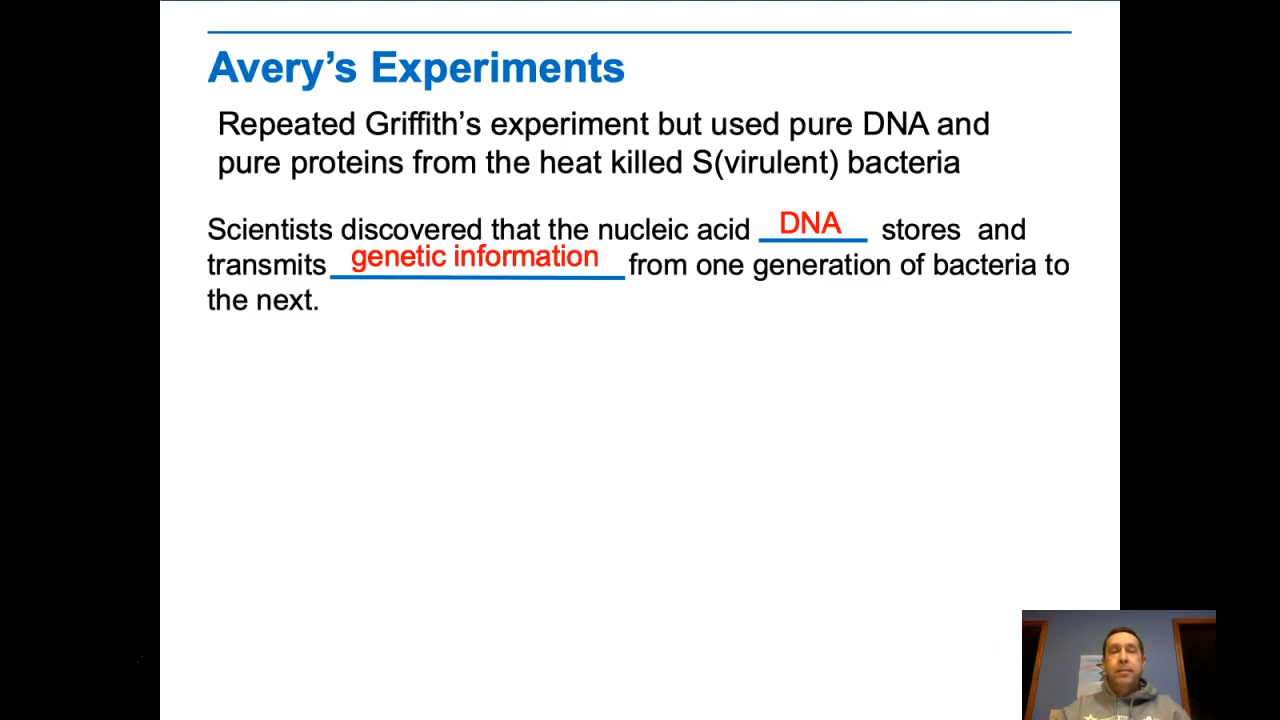 Avery’s Experiments
Repeated Griffith’s experiment but used pure DNA and
pure proteins from the heat killed S(virulent) bacteria
Scientists discovered that the nucleic acid DNA stores and
transmits genetic information from one generation of bacteria to
the next.